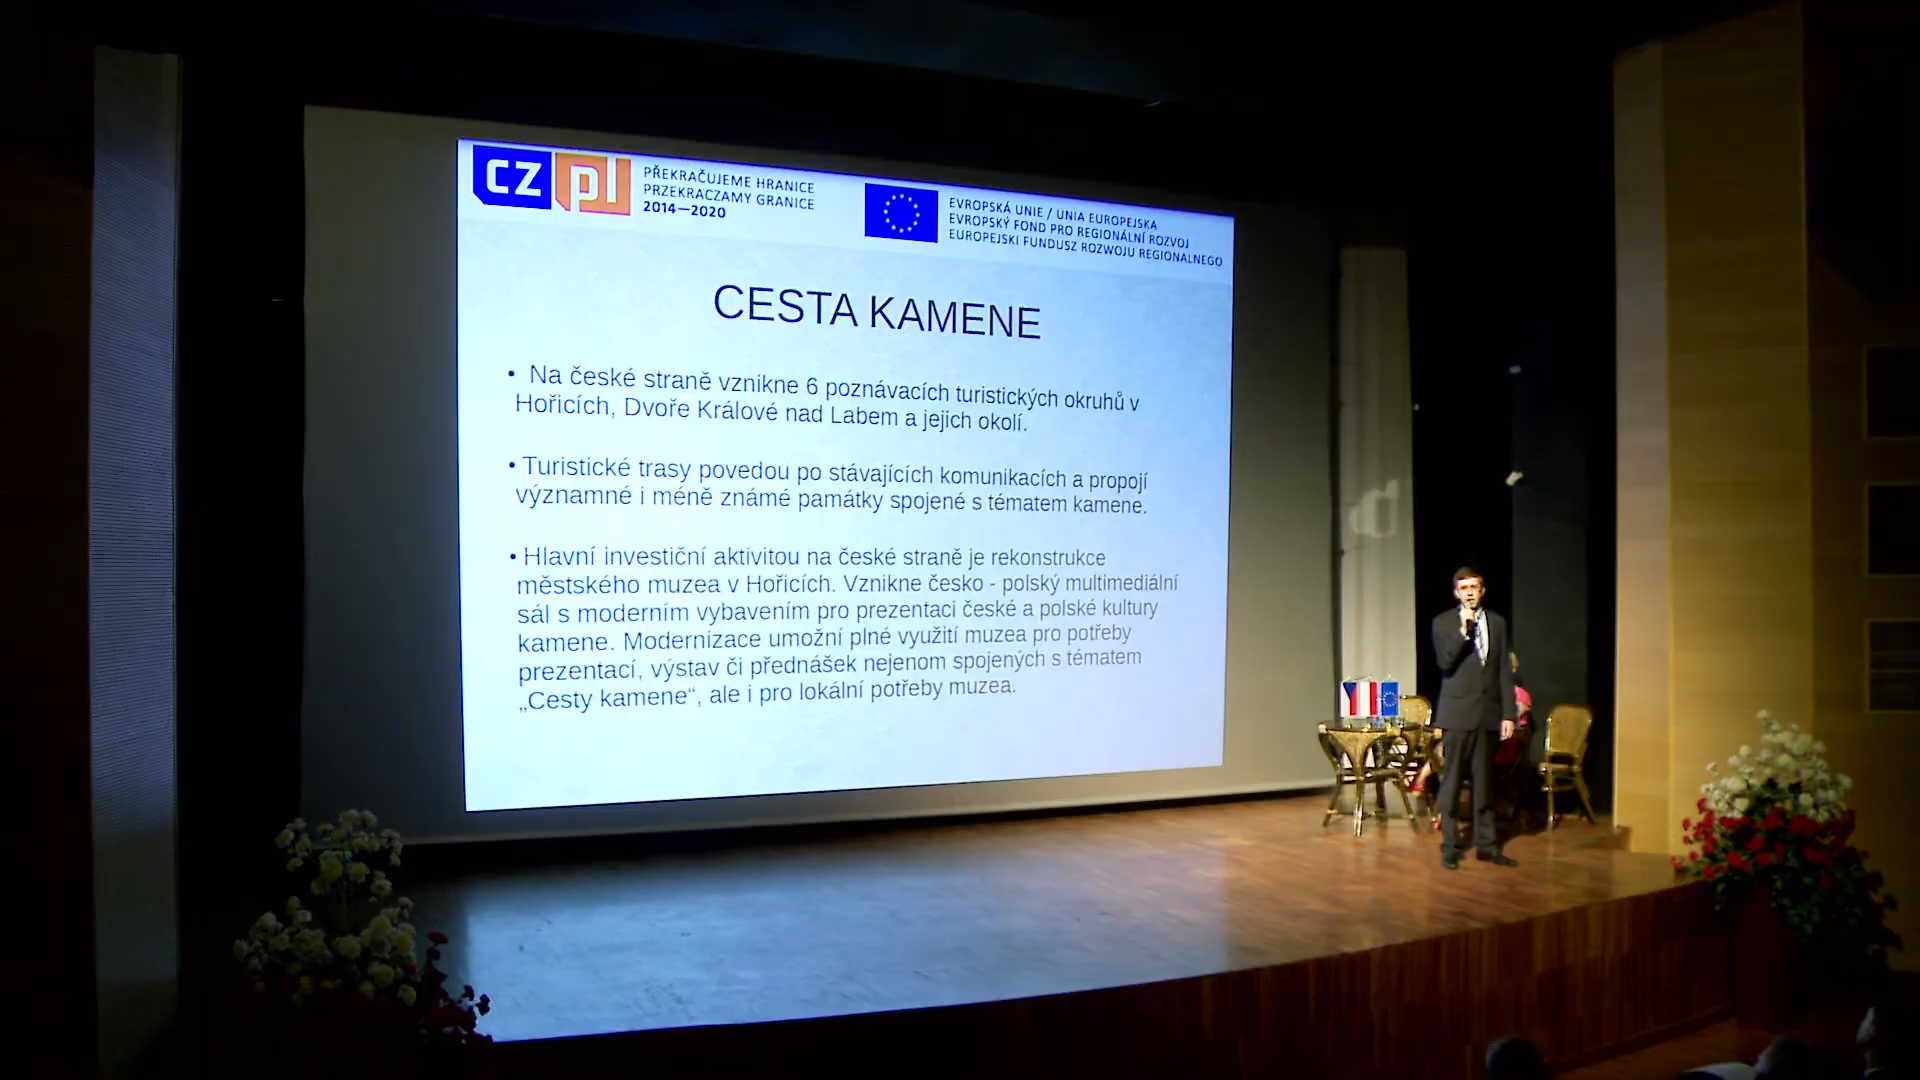 CZ pl
PŘEKRAČUJEME HRANICE
PRZEKRACZAMY GRANICE
2014—2020
EVROPSKÁ UNIE / UNIA EUROPEJSKA
EVROPSKÝ FOND PRO REGIONÁLNÍ ROZVOJ
EUROPEJSKI FUNDUSZ ROZWOJU REGIONALNEGO
CESTA KAMENE
• Na české straně vznikne 6 poznávacích turistických okruhů v
Hořicích, Dvoře Králové nad Labem a jejich okolí.
• Turistické trasy povedou po stávajících komunikacích a propojí
významné i méně známé památky spojené s tématem kamene.
• Hlavní investiční aktivitou na české straně je rekonstrukce
městského muzea v Hořicích. Vznikne česko - polský multimediální
sál s moderním vybavením pro prezentaci české a polské kultury
kamene. Modernizace umožní plné využití muzea pro potřeby
prezentací, výstav či přednášek nejenom spojených s tématem
„Cesty kamene“, ale i pro lokální potřeby muzea.